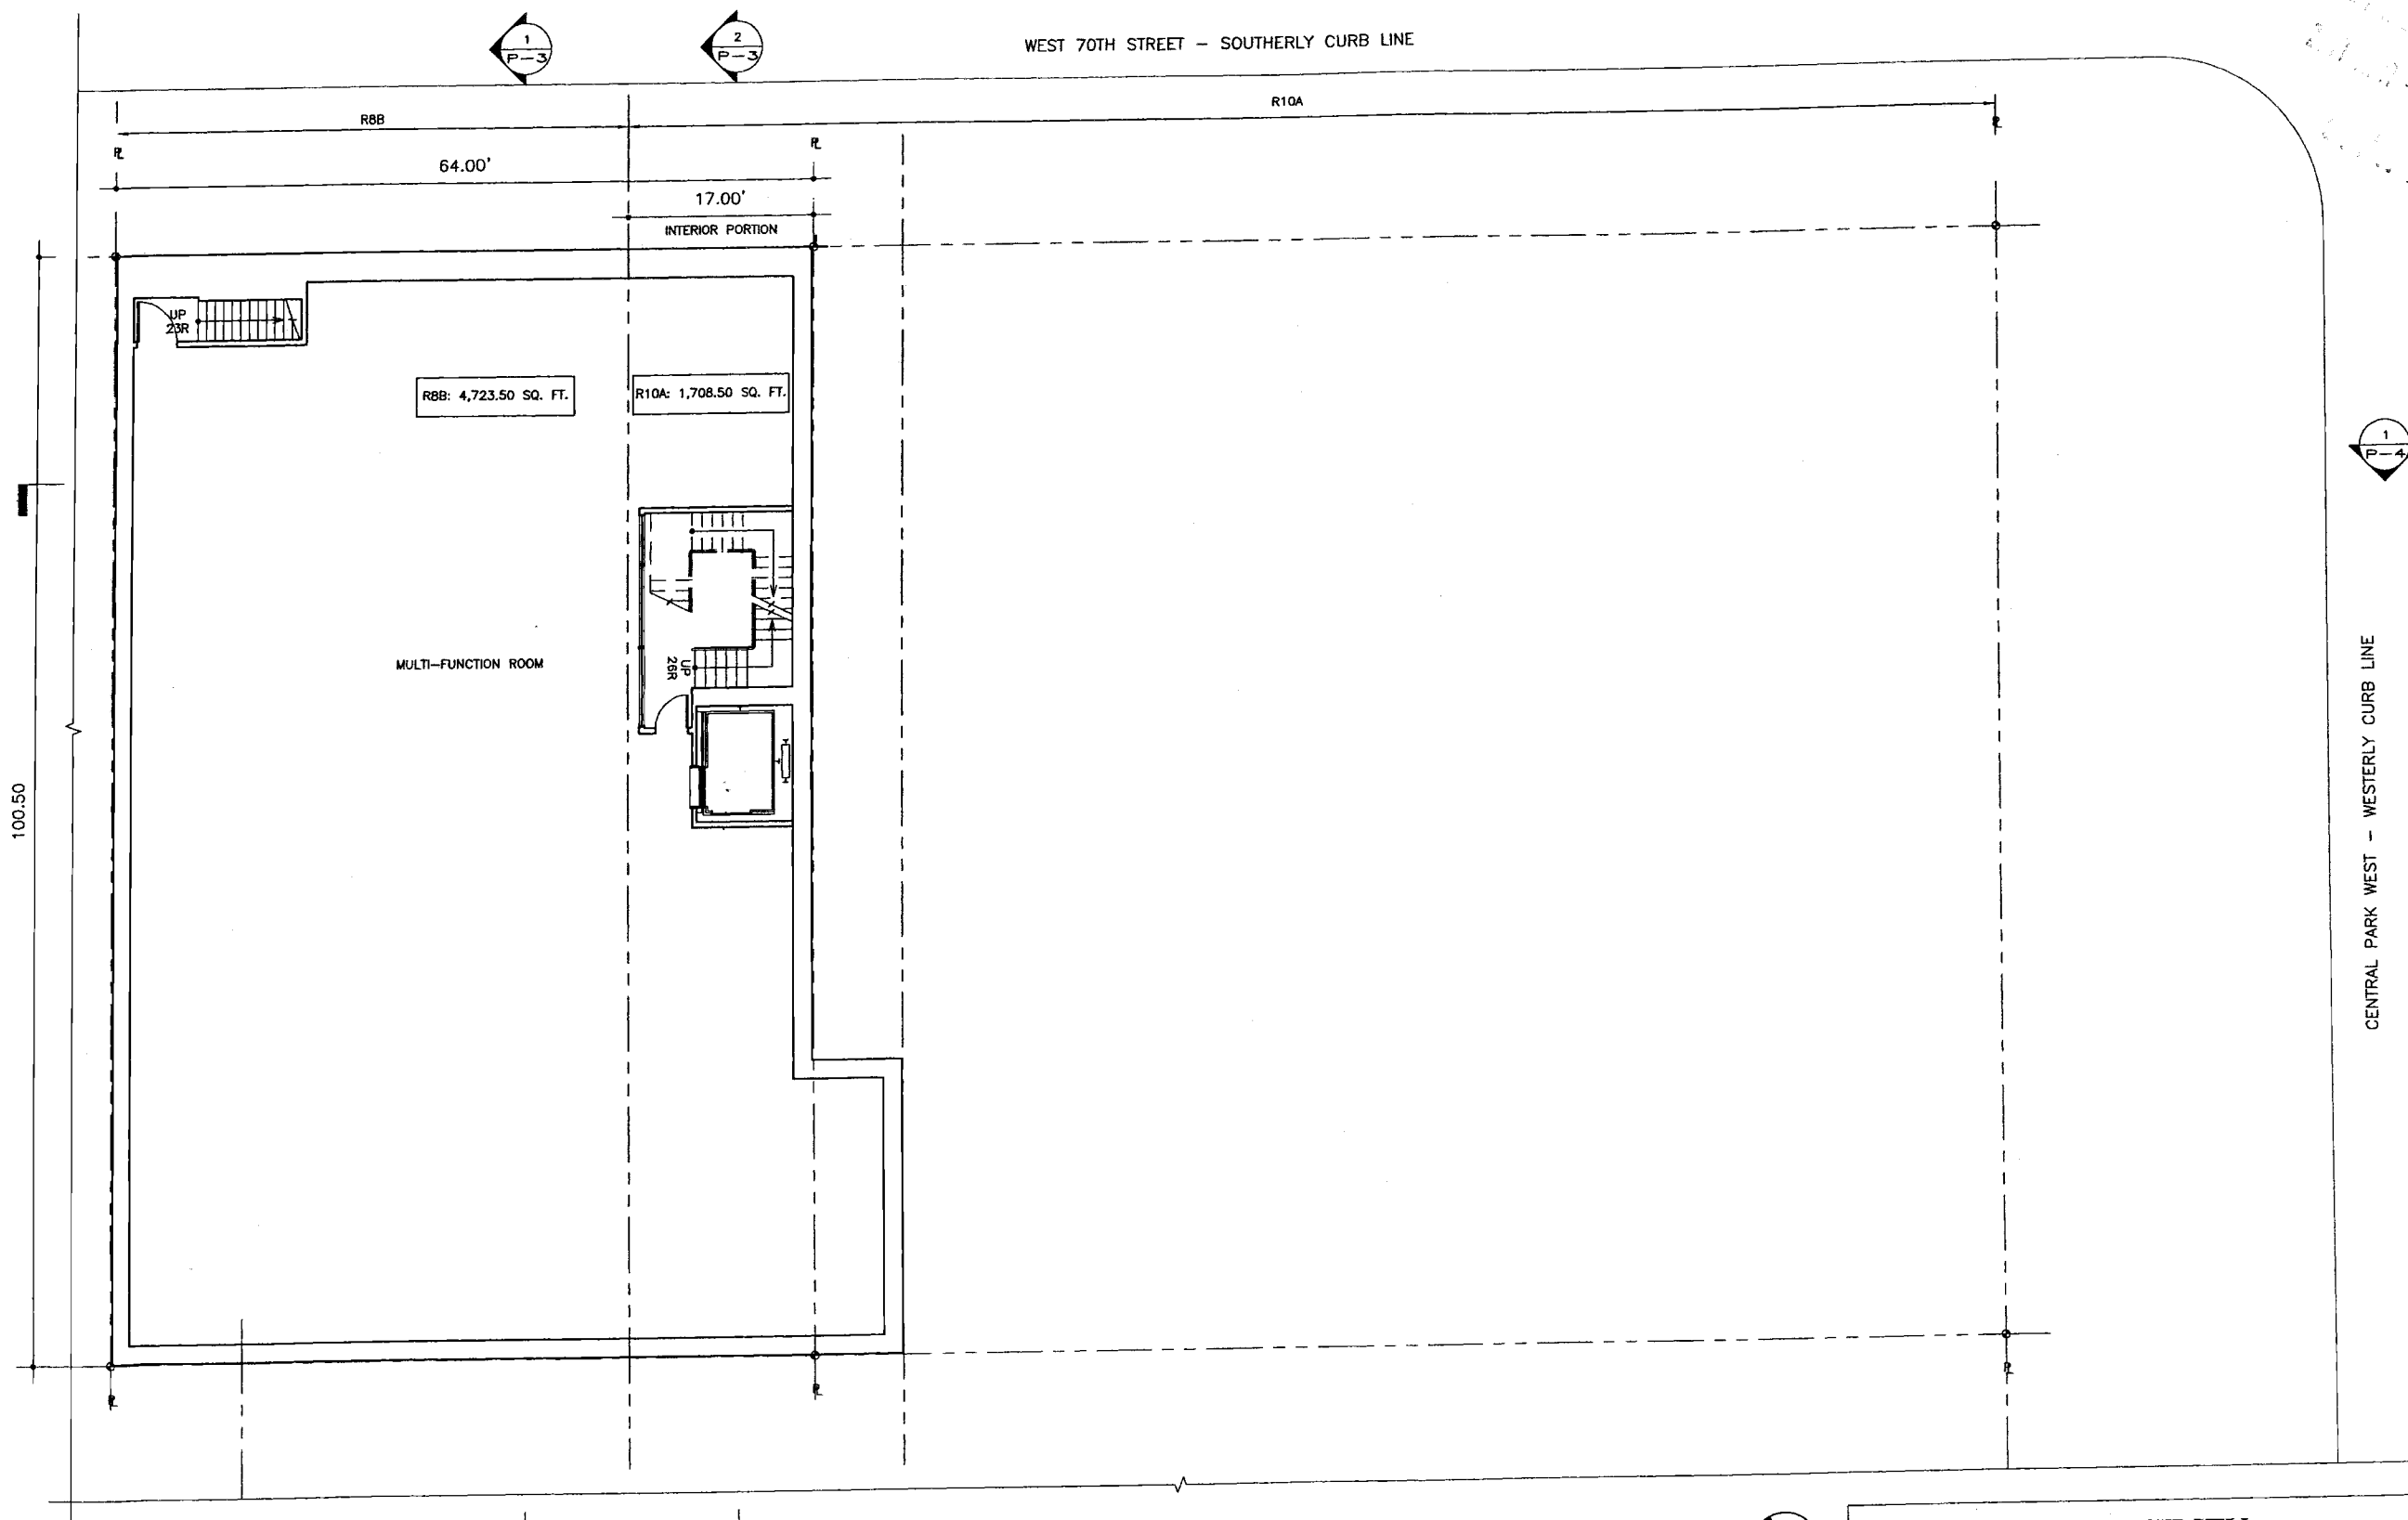 1
P-3
2
P-3
WEST 70TH STREET - SOUTHERLY CURB LINE
R8B
R10A
PL
PL
PL
64.00'
17.00'
INTERIOR PORTION
UP
23R
R8B: 4,723.50 SQ. FT.
R10A: 1,708.50 SQ. FT.
1
P-4
MULTI-FUNCTION ROOM
UP
26R
100.50
CENTRAL PARK WEST - WESTERLY CURB LINE
PL
PL
PL